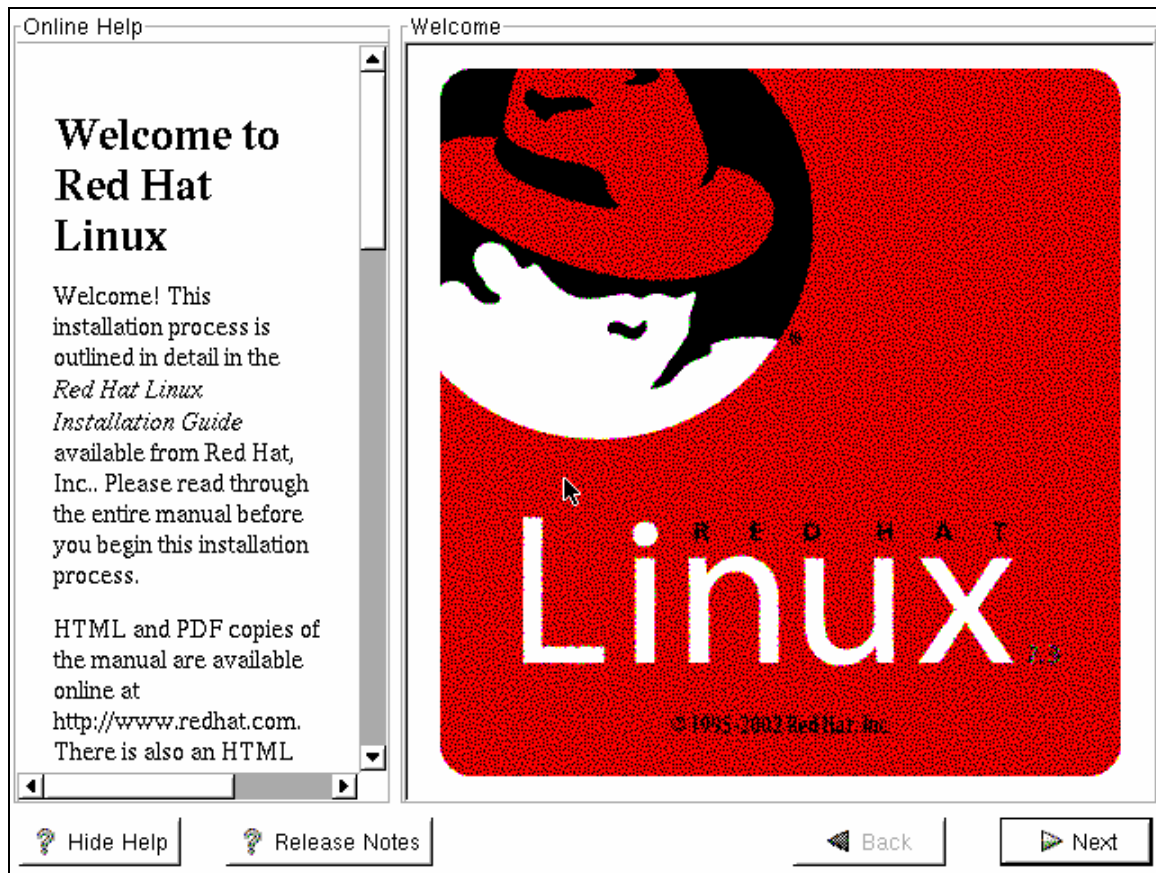 Online Help
Welcome to
Red Hat
Linux
Welcome! This
installation process is
outlined in detail in the
Red Hat Linux
Installation Guide
available from Red Hat,
Inc.. Please read through
the entire manual before
you begin this installation
process.
HTML and PDF copies of
the manual are available
online at
http://www.redhat.com.
There is also an HTML
Welcome
RED HAT
Linux 7.3
© 1995-2002 Red Hat, Inc.
Hide Help
Release Notes
Back
Next